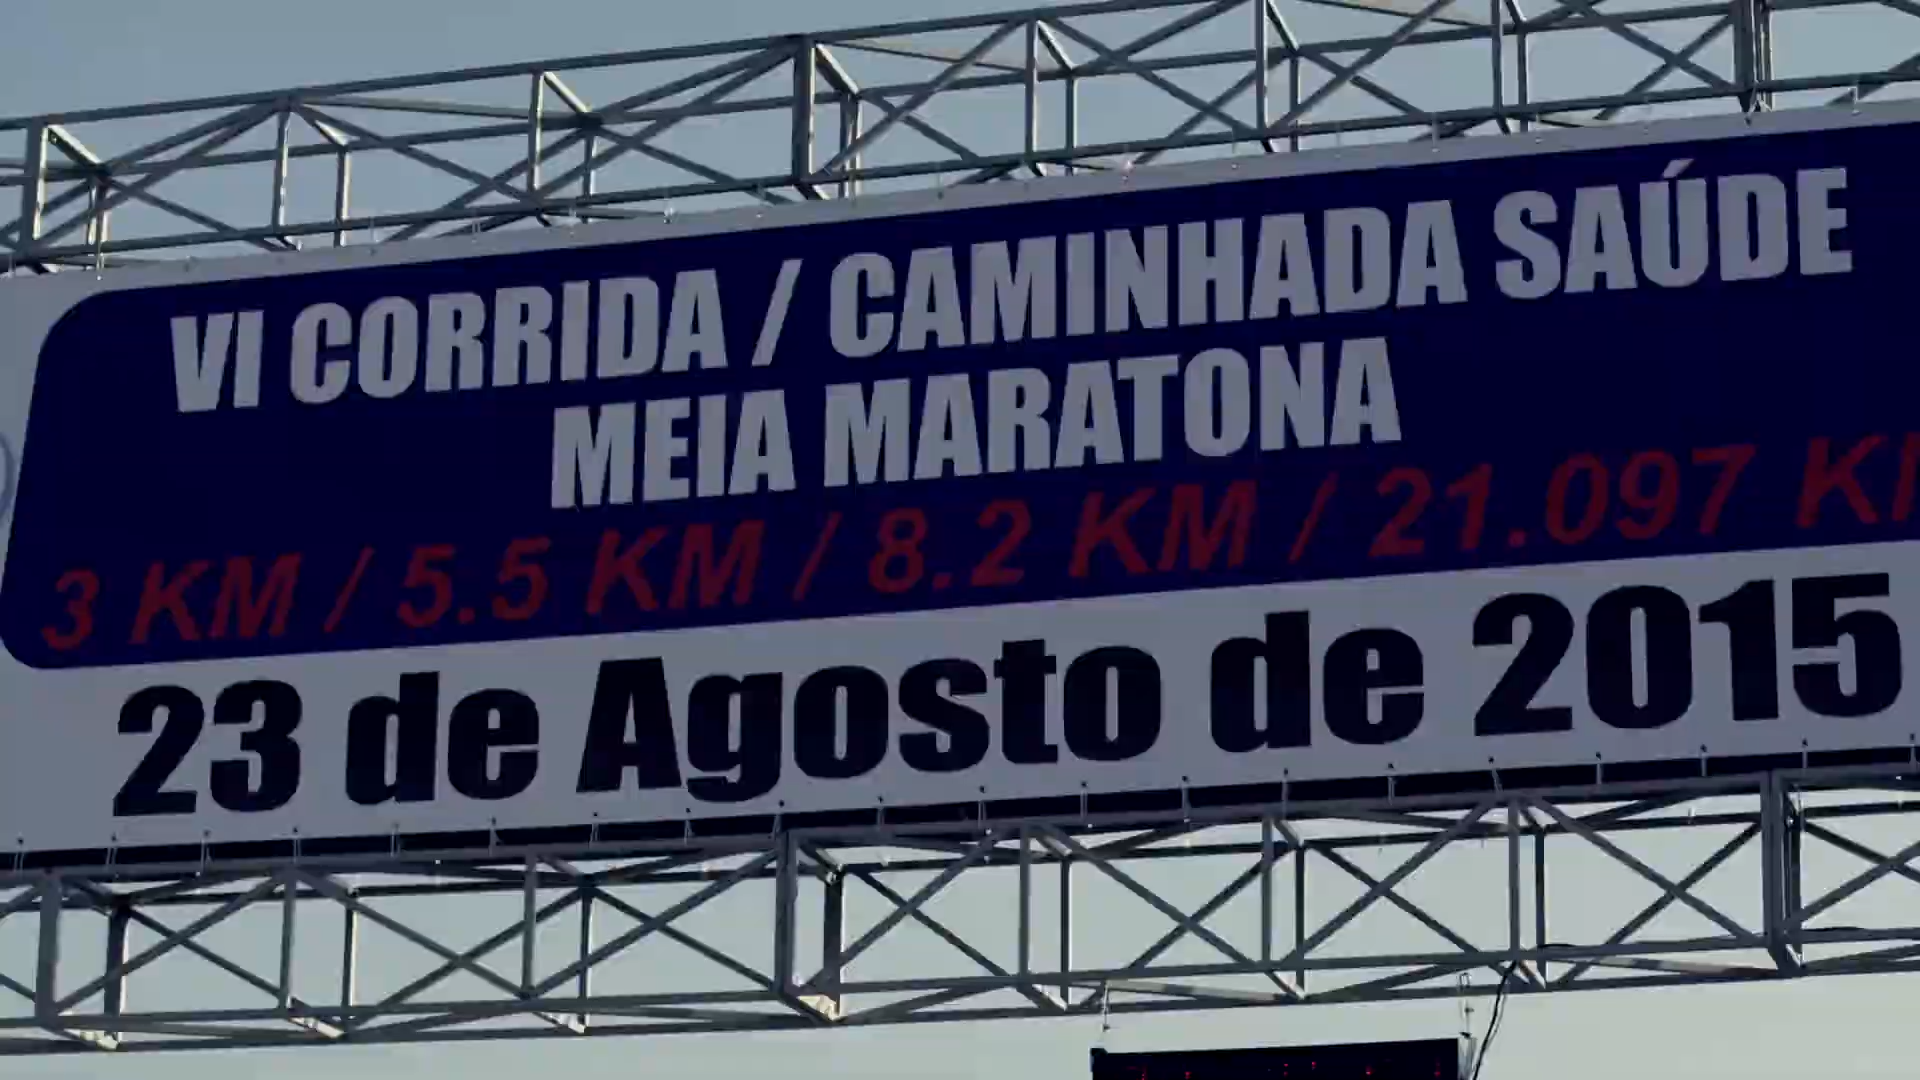 VI CORRIDA / CAMINHADA SAÚDE
MEIA MARATONA
3 KM / 5.5 KM / 8.2 KM / 21.097 KM
23 de Agosto de 2015